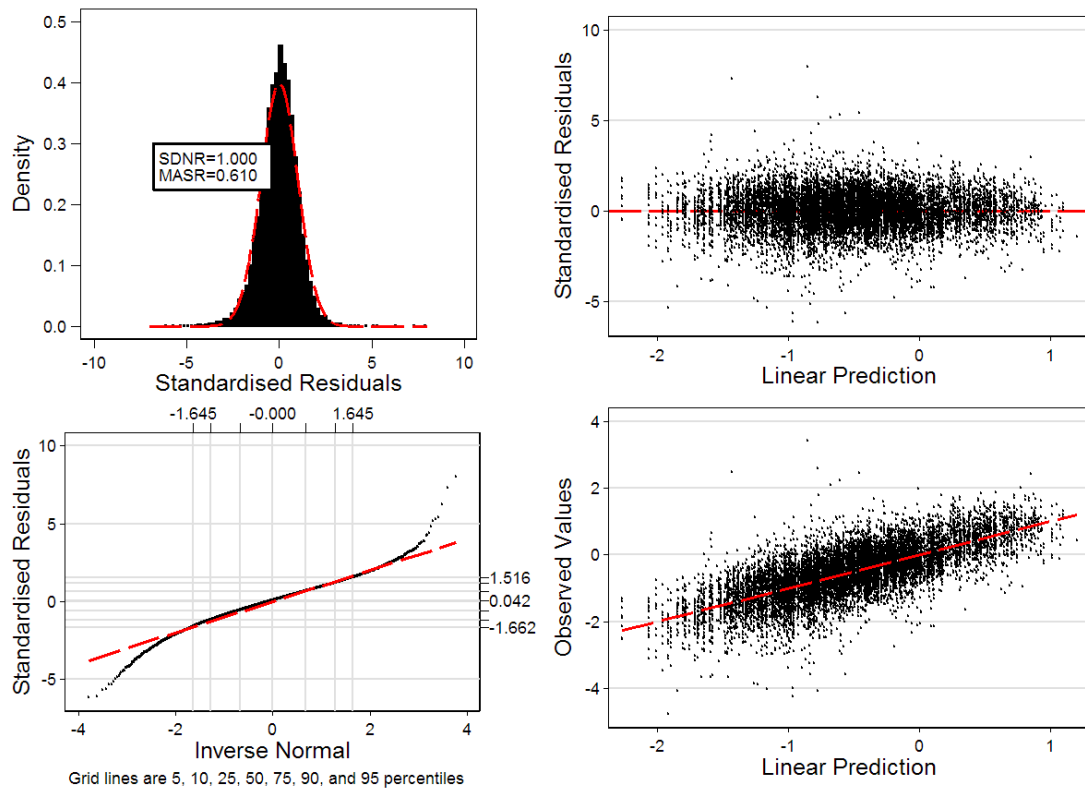 0.5
0.4
0.3
0.2
0.1
0.0
Density
SDNR=1.000
MASR=0.610
-10 -5 0 5 10
Standardised Residuals
10
5
0
-5
Standardised Residuals
-2 -1 0 1
Linear Prediction
-1.645 -0.000 1.645
10
5
0
-5
Standardised Residuals
1.516
0.042
-1.662
-4 -2 0 2 4
Inverse Normal
Grid lines are 5, 10, 25, 50, 75, 90, and 95 percentiles
4
2
0
-2
-4
Observed Values
-2 -1 0 1
Linear Prediction